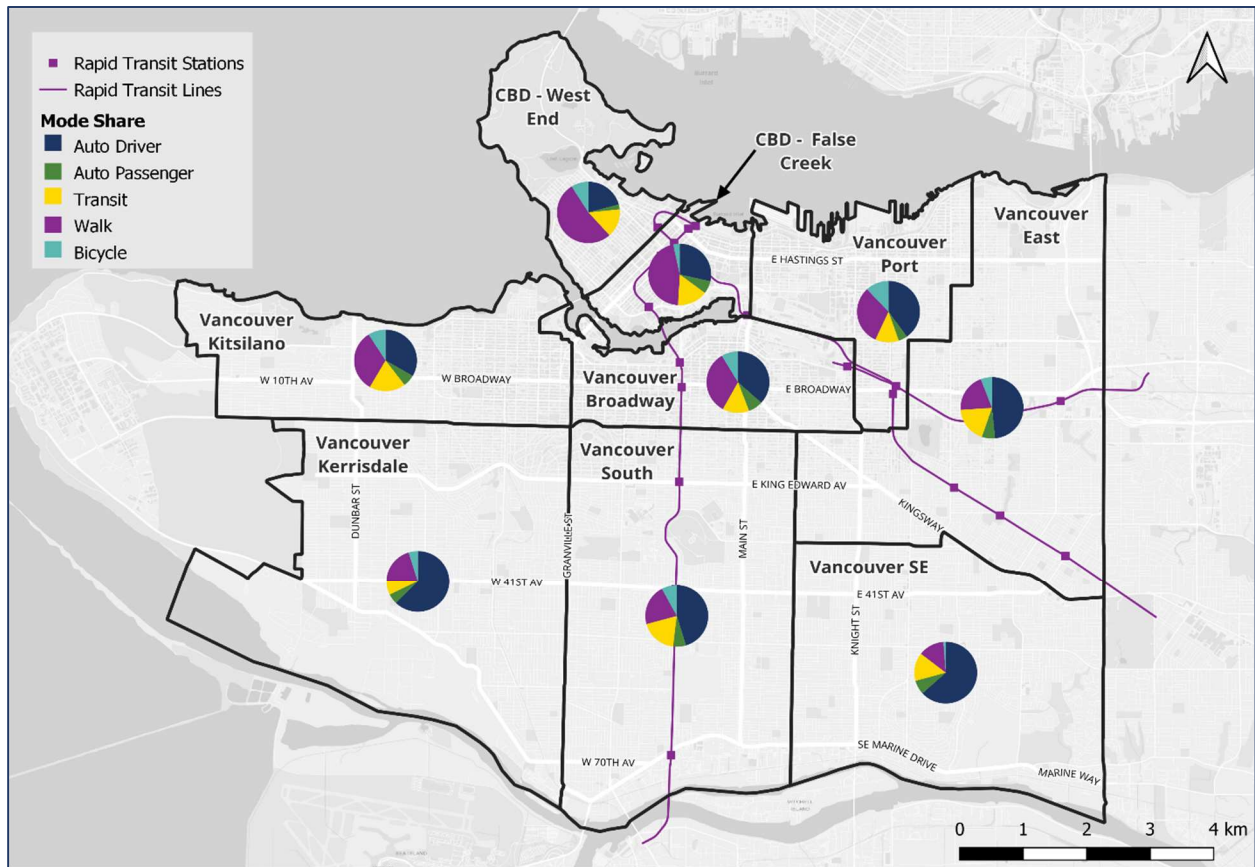 Rapid Transit Stations
Rapid Transit Lines
Mode Share
Auto Driver
Auto Passenger
Transit
Walk
Bicycle
CBD - West
End
CBD - False
Creek
Vancouver
East
Vancouver
Port
E HASTINGS ST
Vancouver
Kitsilano
W 10TH AV
W BROADWAY
Vancouver
Broadway
E BROADWAY
Vancouver
Kerrisdale
Vancouver
South
E KING EDWARD AV
KINGSWAY
DUNBAR ST
GRANVILLE ST
MAIN ST
W 41ST AV
Vancouver SE
E 41ST AV
KNIGHT ST
W 70TH AV
SE MARINE DRIVE
MARINE WAY
0 1 2 3 4 km